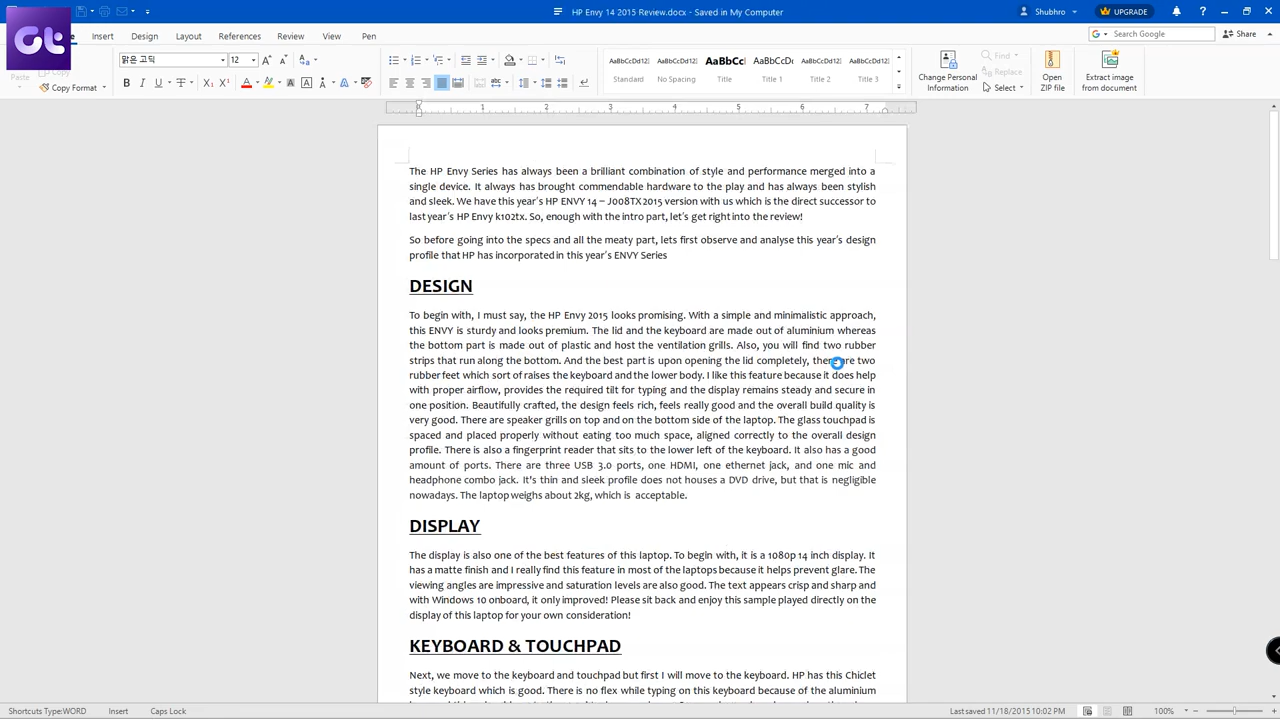 HP Envy 14 2015 Review.docx - Saved in My Computer
Shubhro
UPGRADE
Insert Design Layout References Review View Pen
Search Google
Share
Paste
Copy
Copy Format
맑은 고딕 12
AaBbCcDd12 AaBbCcDd12 AaBbCc AaBbCcDc AaBbCcDd12 AaBbCcDd12
Standard No Spacing Title Title 1 Title 2 Title 3
Change Personal Information
Find
Replace
Select
Open ZIP file
Extract image from document
1 2 3 4 5 6 7
The HP Envy Series has always been a brilliant combination of style and performance merged into a
single device. It always has brought commendable hardware to the play and has always been stylish
and sleek. We have this year's HP ENVY 14 – J008TX 2015 version with us which is the direct successor to
last year's HP Envy k102tx. So, enough with the intro part, let's get right into the review!
So before going into the specs and all the meaty part, lets first observe and analyse this year's design
profile that HP has incorporated in this year's ENVY Series
DESIGN
To begin with, I must say, the HP Envy 2015 looks promising. With a simple and minimalistic approach,
this ENVY is sturdy and looks premium. The lid and the keyboard are made out of aluminium whereas
the bottom part is made out of plastic and host the ventilation grills. Also, you will find two rubber
strips that run along the bottom. And the best part is upon opening the lid completely, there are two
rubber feet which sort of raises the keyboard and the lower body. I like this feature because it does help
with proper airflow, provides the required tilt for typing and the display remains steady and secure in
one position. Beautifully crafted, the design feels rich, feels really good and the overall build quality is
very good. There are speaker grills on top and on the bottom side of the laptop. The glass touchpad is
spaced and placed properly without eating too much space, aligned correctly to the overall design
profile. There is also a fingerprint reader that sits to the lower left of the keyboard. It also has a good
amount of ports. There are three USB 3.0 ports, one HDMI, one ethernet jack, and one mic and
headphone combo jack. It's thin and sleek profile does not houses a DVD drive, but that is negligible
nowadays. The laptop weighs about 2kg, which is acceptable.
DISPLAY
The display is also one of the best features of this laptop. To begin with, it is a 1080p 14 inch display. It
has a matte finish and I really find this feature in most of the laptops because it helps prevent glare. The
viewing angles are impressive and saturation levels are also good. The text appears crisp and sharp and
with Windows 10 onboard, it only improved! Please sit back and enjoy this sample played directly on the
display of this laptop for your own consideration!
KEYBOARD & TOUCHPAD
Next, we move to the keyboard and touchpad but first I will move to the keyboard. HP has this Chiclet
style keyboard which is good. There is no flex while typing on this keyboard because of the aluminium
Shortcuts Type:WORD Insert Caps Lock Last saved 11/18/2015 10:02 PM 100%